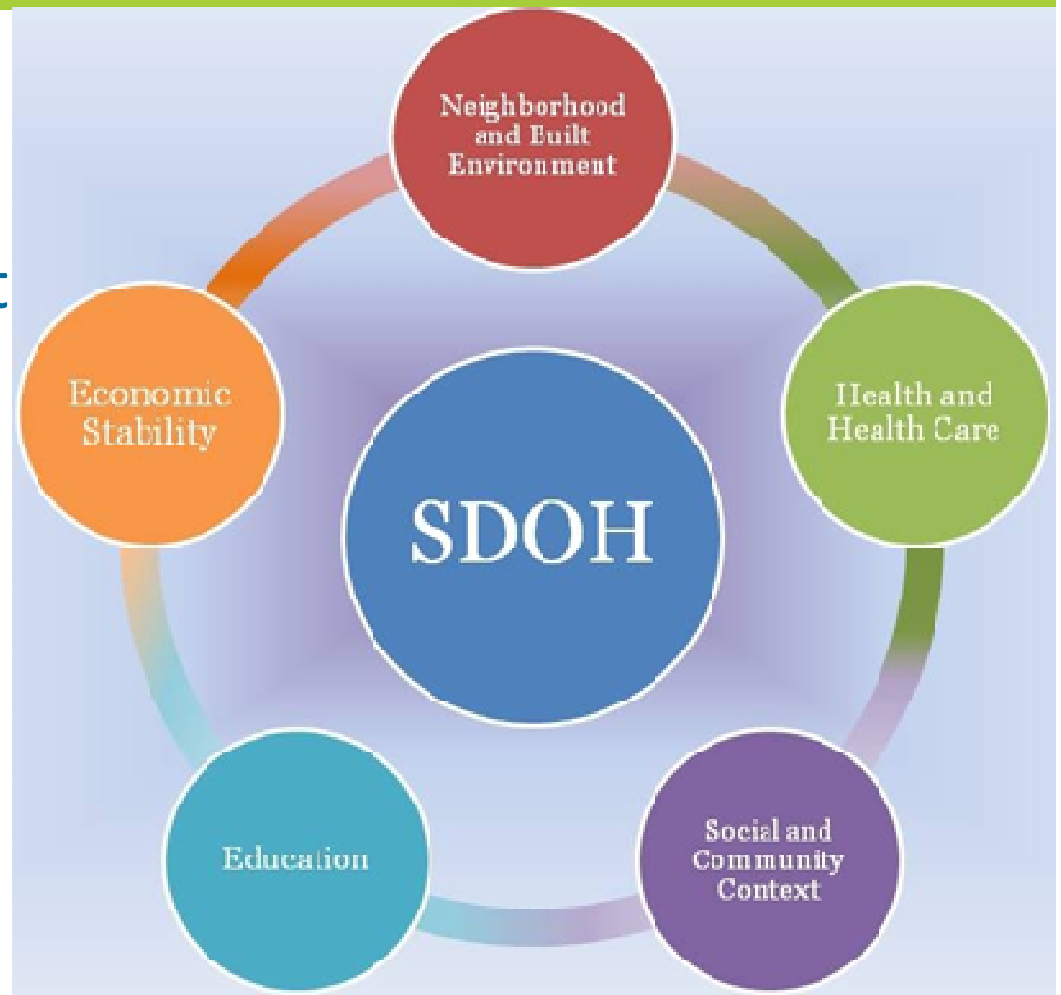 Neighborhood
and Built
Environment
t
Economic
Stability
Health and
Health Care
SDOH
Education
Social and
Community
Context